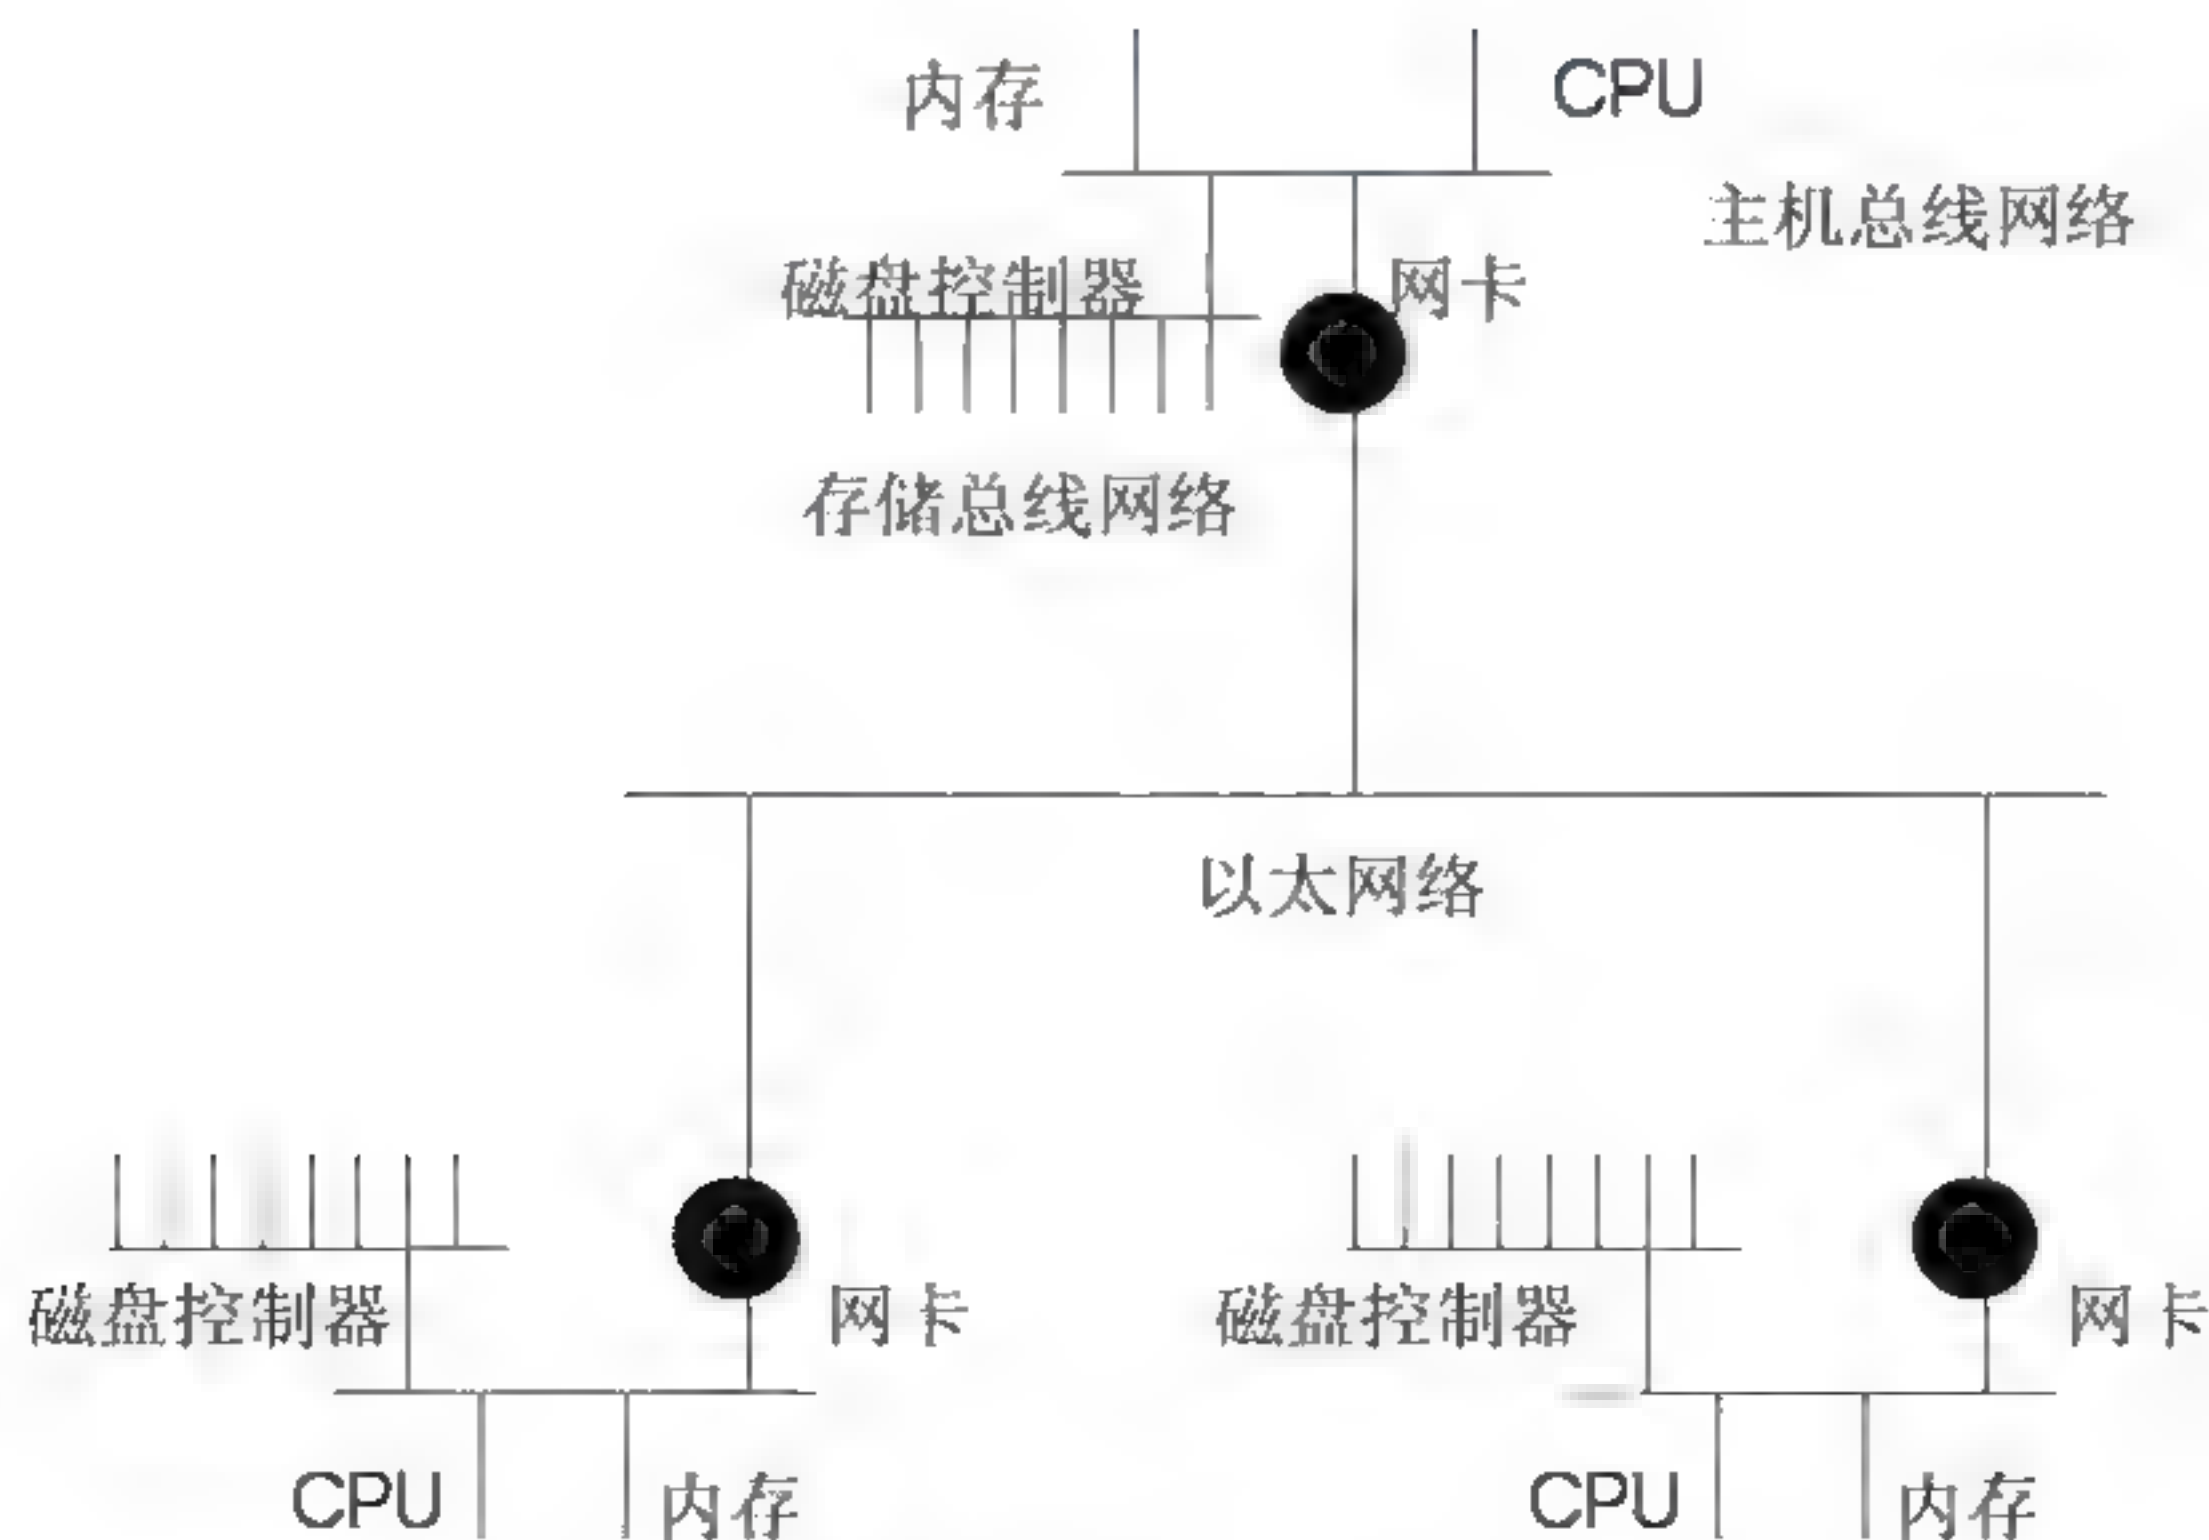 内存 CPU
主机总线网络
磁盘控制器 网卡
存储总线网络
以太网络
磁盘控制器 网卡 磁盘控制器 网卡
CPU 内存 CPU 内存